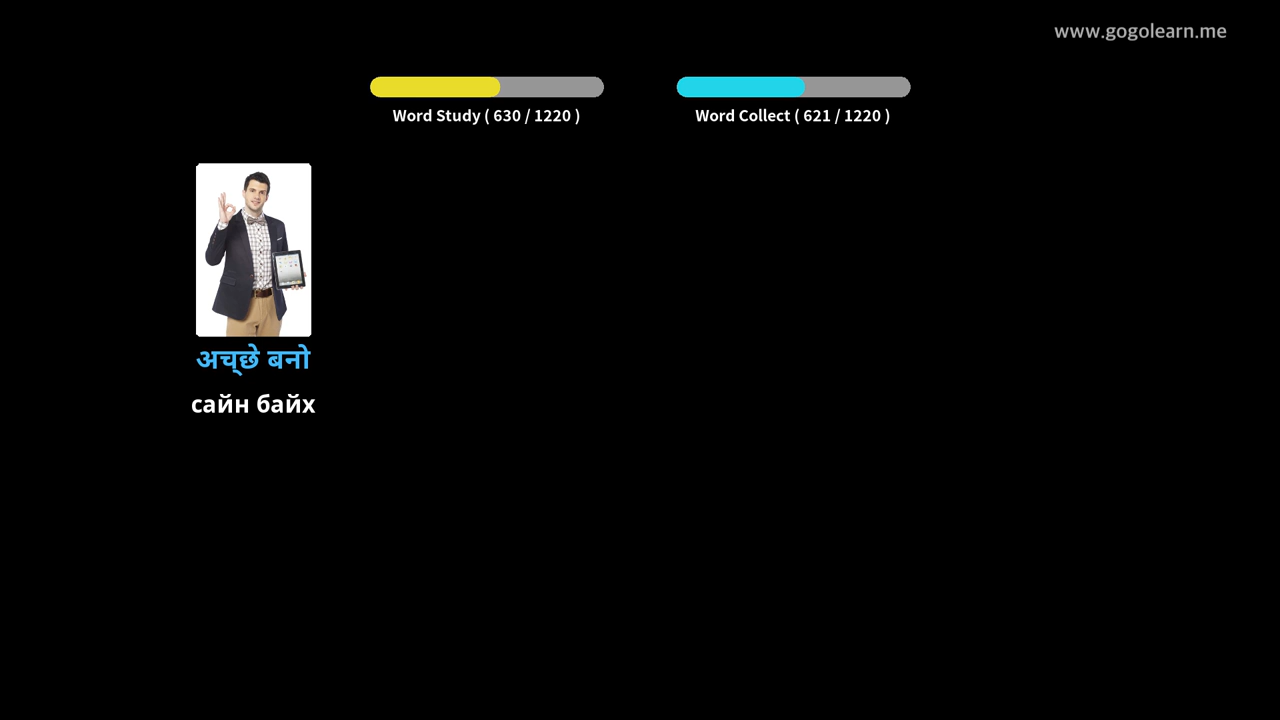 www.gogolearn.me
Word Study ( 630 / 1220 )
Word Collect ( 621 / 1220 )
अच्छे बनो
сайн байх